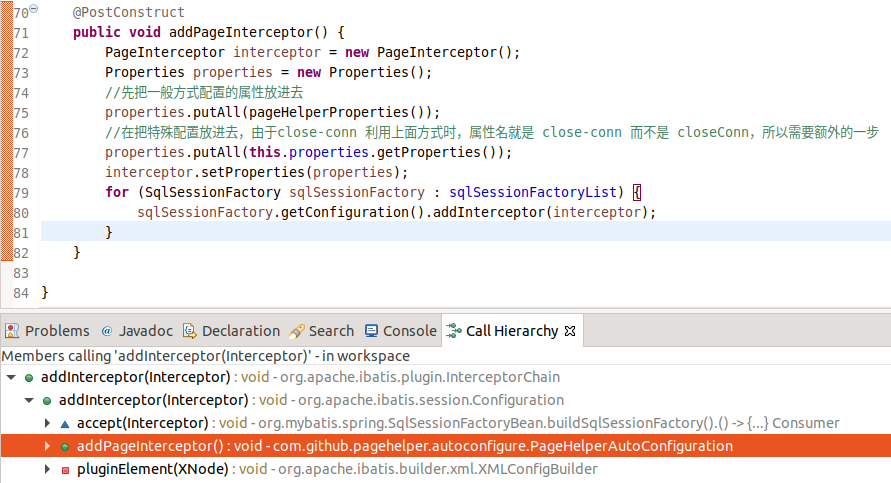 70 @PostConstruct
71 public void addPageInterceptor() {
72 PageInterceptor interceptor = new PageInterceptor();
73 Properties properties = new Properties();
74 //先把一般方式配置的属性放进去
75 properties.putAll(pageHelperProperties());
76 //在把特殊配置放进去，由于close-conn 利用上面方式时，属性名就是 close-conn 而不是 closeConn，所以需要额外的一步
77 properties.putAll(this.properties.getProperties());
78 interceptor.setProperties(properties);
79 for (SqlSessionFactory sqlSessionFactory : sqlSessionFactoryList) {
80 sqlSessionFactory.getConfiguration().addInterceptor(interceptor);
81 }
82 }
83
84 }
Problems @ Javadoc Declaration Search Console Call Hierarchy
Members calling 'addInterceptor(Interceptor)' - in workspace
addInterceptor(Interceptor) : void - org.apache.ibatis.plugin.InterceptorChain
addInterceptor(Interceptor) : void - org.apache.ibatis.session.Configuration
accept(Interceptor) : void - org.mybatis.spring.SqlSessionFactoryBean.buildSqlSessionFactory().() -> {...} Consumer
addPageInterceptor() : void - com.github.pagehelper.autoconfigure.PageHelperAutoConfiguration
pluginElement(XNode) : void - org.apache.ibatis.builder.xml.XMLConfigBuilder